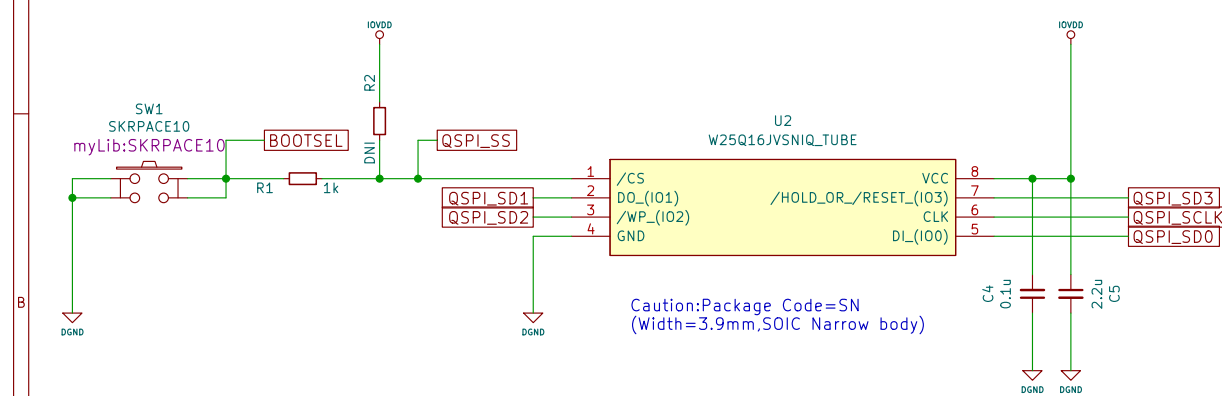 IOVDD
IOVDD
R2
DNI
SW1
SKRPACE10
myLib:SKRPACE10
BOOTSEL
QSPI_SS
R1
1k
U2
W25Q16JVSNIQ_TUBE
1
/CS
VCC
8
QSPI_SD1
2
DO_(IO1)
/HOLD_OR_/RESET_(IO3)
7
QSPI_SD3
QSPI_SD2
3
/WP_(IO2)
CLK
6
QSPI_SCLK
4
GND
DI_(IO0)
5
QSPI_SD0
B
DGND
DGND
Caution:Package Code=SN
(Width=3.9mm,SOIC Narrow body)
C4
0.1u
2.2u
C5
DGND
DGND